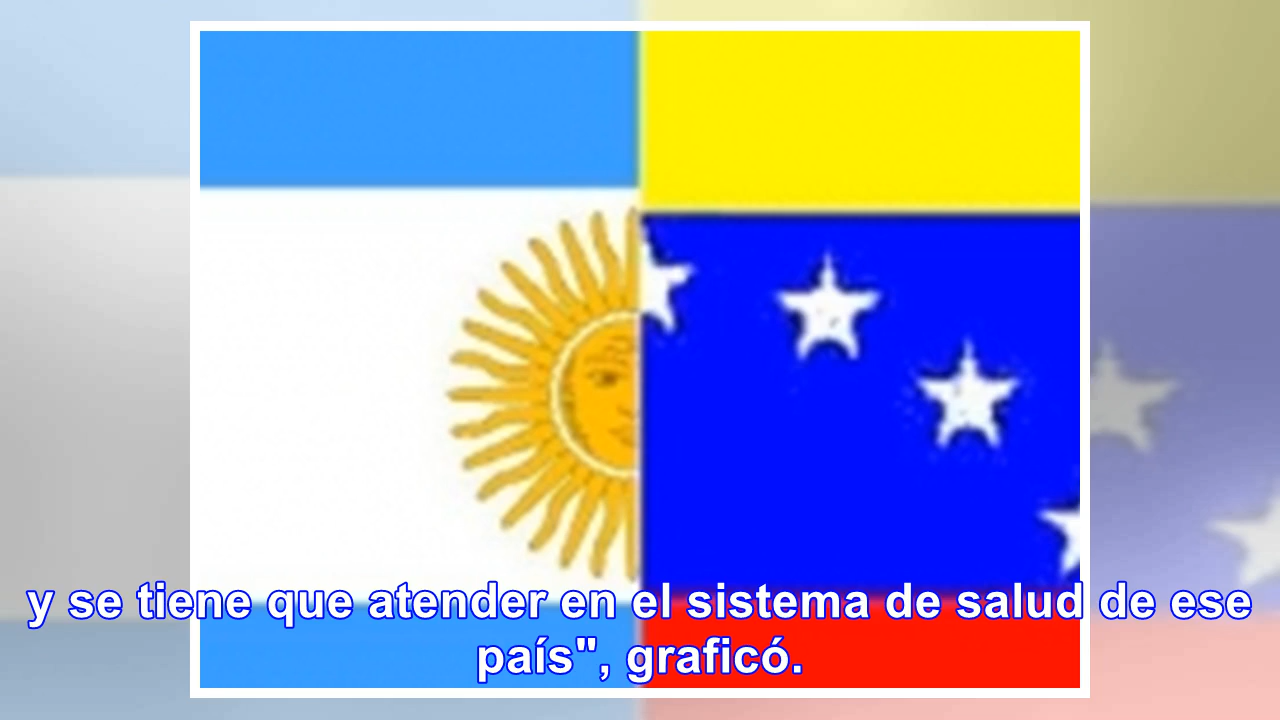 y se tiene que atender en el sistema de salud de ese
país", graficó.